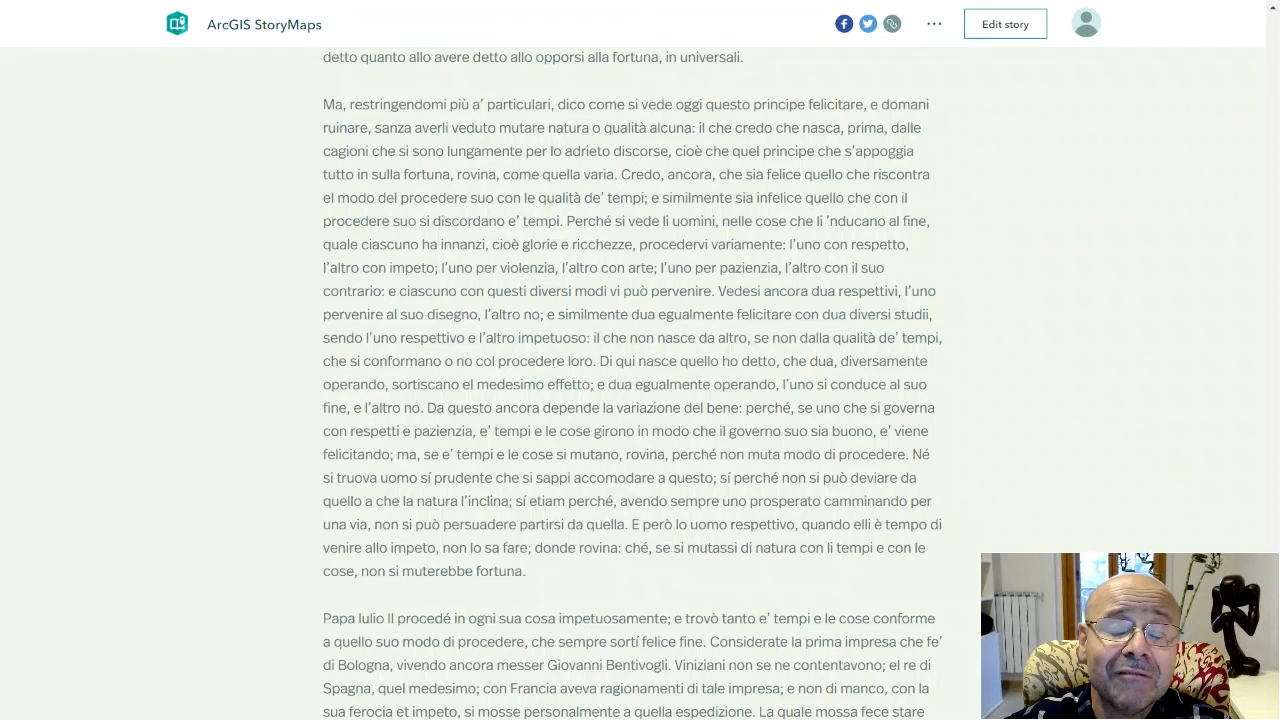 ArcGIS StoryMaps
Edit story
detto quanto allo avere detto allo opporsi alla fortuna, in universali.
Ma, restringendomi più a’ particulari, dico come si vede oggi questo principe felicitare, e domani
ruinare, sanza averli veduto mutare natura o qualità alcuna: il che credo che nasca, prima, dalle
cagioni che si sono lungamente per lo adrieto discorse, cioè che quel principe che s’appoggia
tutto in sulla fortuna, rovina, come quella varia. Credo, ancora, che sia felice quello che riscontra
el modo del procedere suo con le qualità de’ tempi; e similmente sia infelice quello che con il
procedere suo si discordano e’ tempi. Perché si vede li uomini, nelle cose che li ’nducano al fine,
quale ciascuno ha innanzi, cioè glorie e ricchezze, procedervi variamente: l’uno con respetto,
l’altro con impeto; l’uno per violenzia, l’altro con arte; l’uno per pazienzia, l’altro con il suo
contrario: e ciascuno con questi diversi modi vi può pervenire. Vedesi ancora dua respettivi, l’uno
pervenire al suo disegno, l’altro no; e similmente dua egualmente felicitare con dua diversi studii,
sendo l’uno respettivo e l’altro impetuoso: il che non nasce da altro, se non dalla qualità de’ tempi,
che si conformano o no col procedere loro. Di qui nasce quello ho detto, che dua, diversamente
operando, sortiscano el medesimo effetto; e dua egualmente operando, l’uno si conduce al suo
fine, e l’altro no. Da questo ancora depende la variazione del bene: perché, se uno che si governa
con respetti e pazienzia, e’ tempi e le cose girono in modo che il governo suo sia buono, e’ viene
felicitando; ma, se e’ tempi e le cose si mutano, rovina, perché non muta modo di procedere. Né
si truova uomo sí prudente che si sappi accomodare a questo; sí perché non si può deviare da
quello a che la natura l’inclina; sí etiam perché, avendo sempre uno prosperato camminando per
una via, non si può persuadere partirsi da quella. E però lo uomo respettivo, quando elli è tempo di
venire allo impeto, non lo sa fare; donde rovina: ché, se si mutassi di natura con li tempi e con le
cose, non si muterebbe fortuna.
Papa Iulio II procedé in ogni sua cosa impetuosamente; e trovò tanto e’ tempi e le cose conforme
a quello suo modo di procedere, che sempre sortí felice fine. Considerate la prima impresa che fe’
di Bologna, vivendo ancora messer Giovanni Bentivogli. Viniziani non se ne contentavono; el re di
Spagna, quel medesimo; con Francia aveva ragionamenti di tale impresa; e non di manco, con la
sua ferocia et impeto, si mosse personalmente a quella espedizione. La quale mossa fece stare